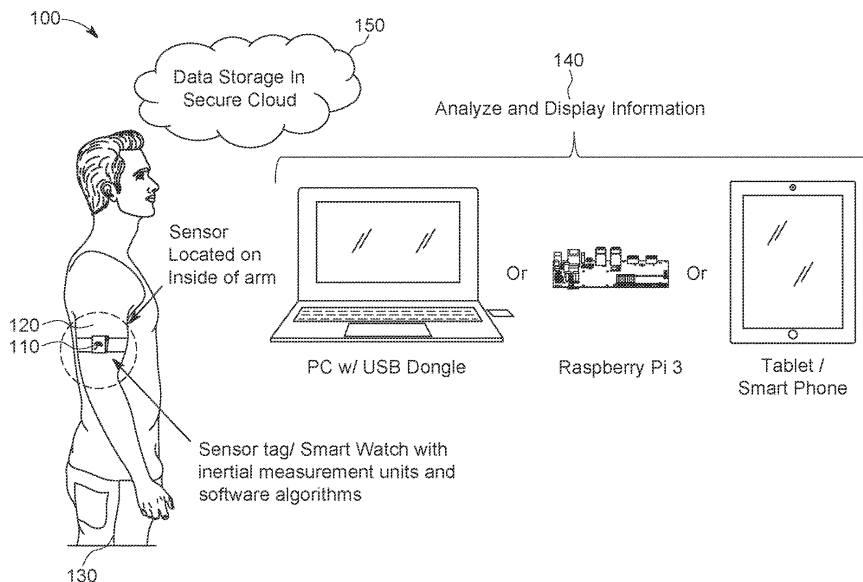 100
150
Data Storage In
Secure Cloud
140
Analyze and Display Information
Sensor
Located on
Inside of arm
120
110
Or
Or
PC w/ USB Dongle
Raspberry Pi 3
Tablet /
Smart Phone
Sensor tag/ Smart Watch with
inertial measurement units and
software algorithms
130